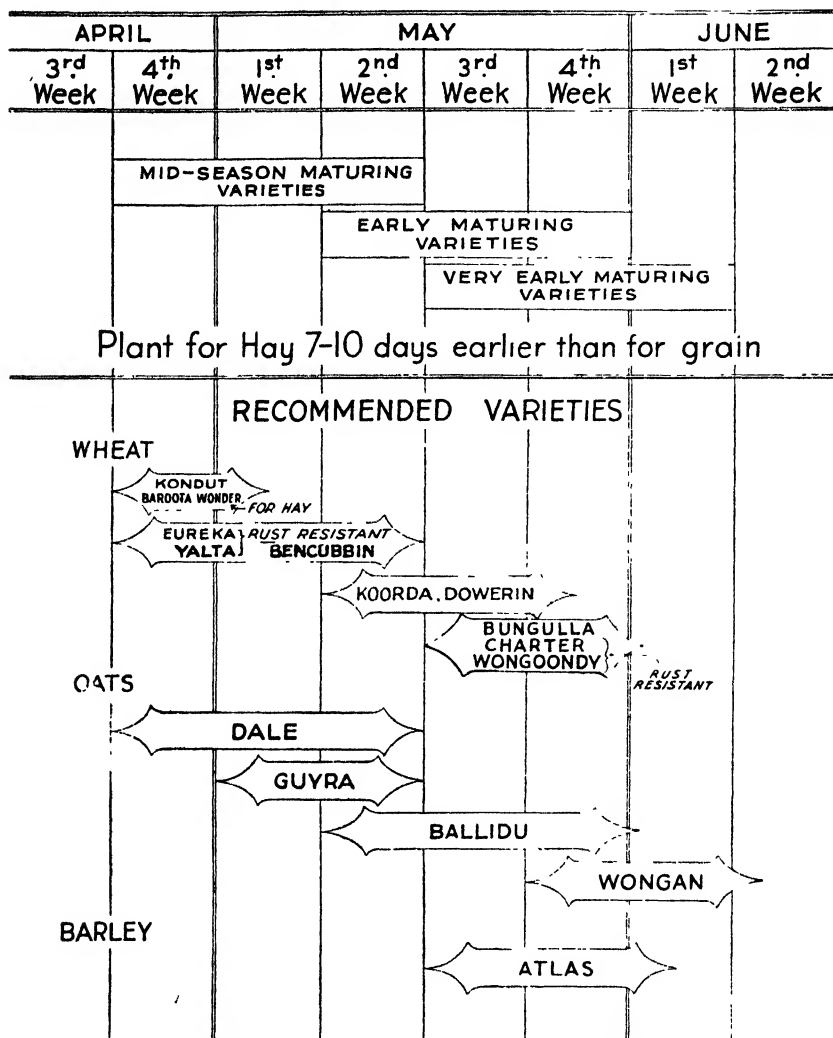 APRIL MAY JUNE
3rd Week 4th Week 1st Week 2nd Week 3rd Week 4th Week 1st Week 2nd Week
MID-SEASON MATURING
VARIETIES
EARLY MATURING
VARIETIES
VERY EARLY MATURING
VARIETIES
Plant for Hay 7-10 days earlier than for grain
RECOMMENDED VARIETIES
WHEAT
KONDUT
BARDOTA WONDER
FOR HAY
EUREKA RUST RESISTANT
YALTA BENCUBBIN
KOORDA, DOWERIN
BUNGULLA
CHARTER
WONGOONDY
RUST
RESISTANT
OATS
DALE
GUYRA
BALLIDU
WONGAN
BARLEY
ATLAS